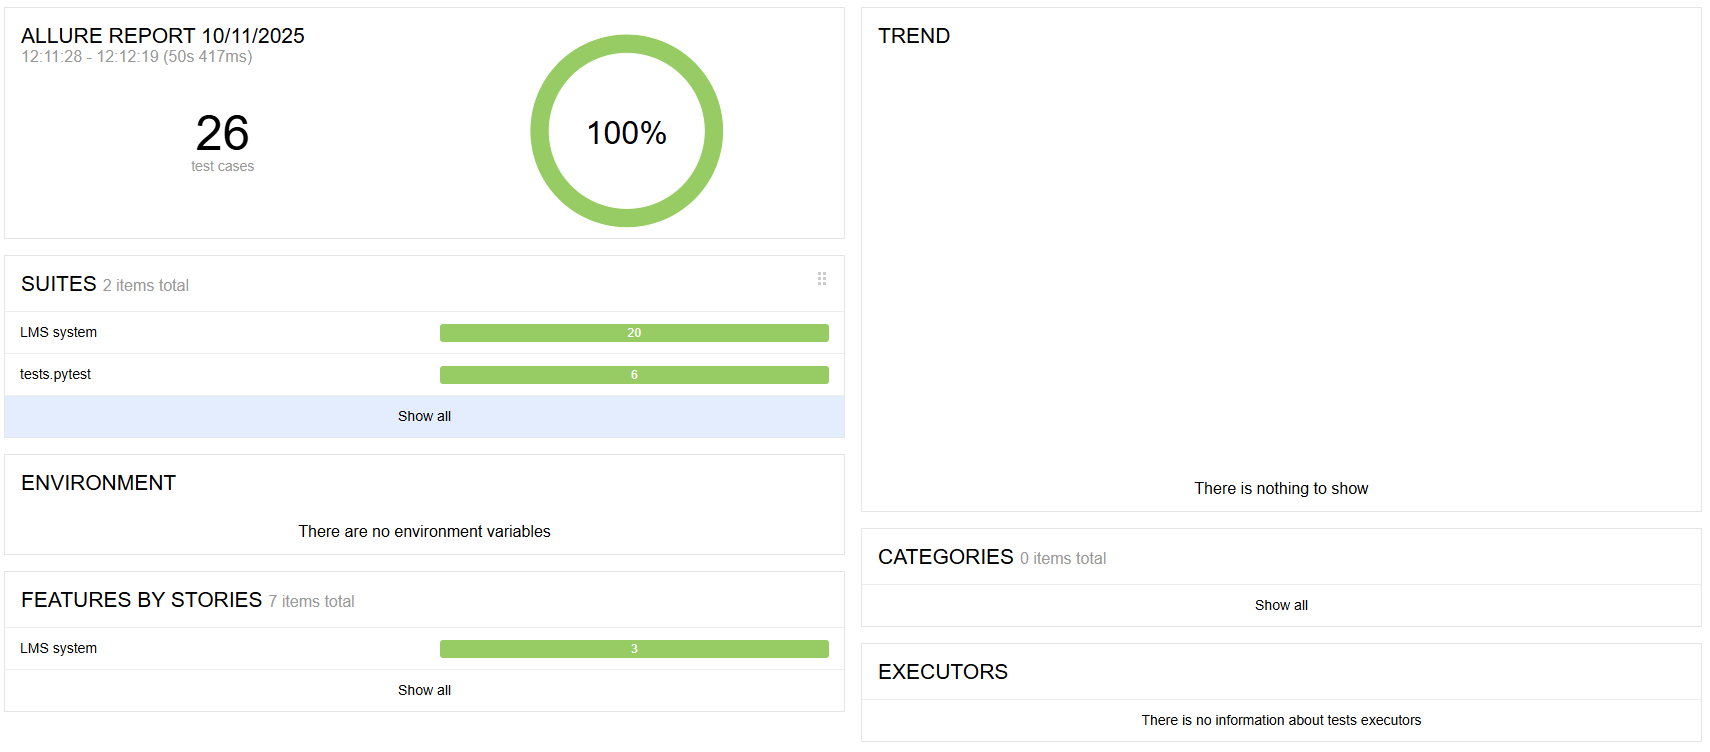 ALLURE REPORT 10/11/2025
12:11:28 - 12:12:19 (50s 417ms)
26
test cases
100%
SUITES 2 items total
LMS system 20
tests.pytest 6
Show all
ENVIRONMENT
There are no environment variables
FEATURES BY STORIES 7 items total
LMS system 3
Show all
TREND
There is nothing to show
CATEGORIES 0 items total
Show all
EXECUTORS
There is no information about tests executors